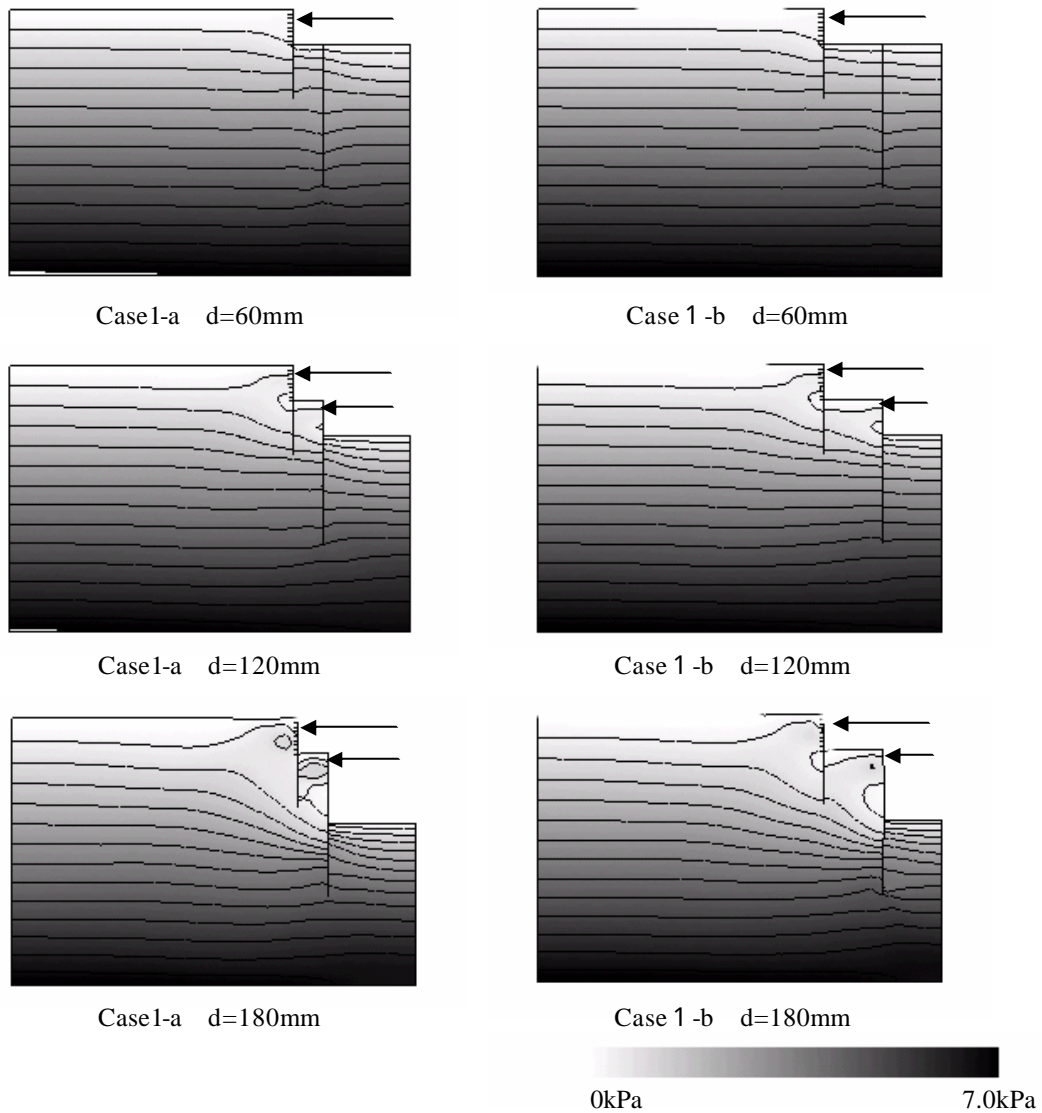 Case1-a d=60mm
Case 1 -b d=60mm
Case1-a d=120mm
Case 1 -b d=120mm
Case1-a d=180mm
Case 1 -b d=180mm
0kPa 7.0kPa